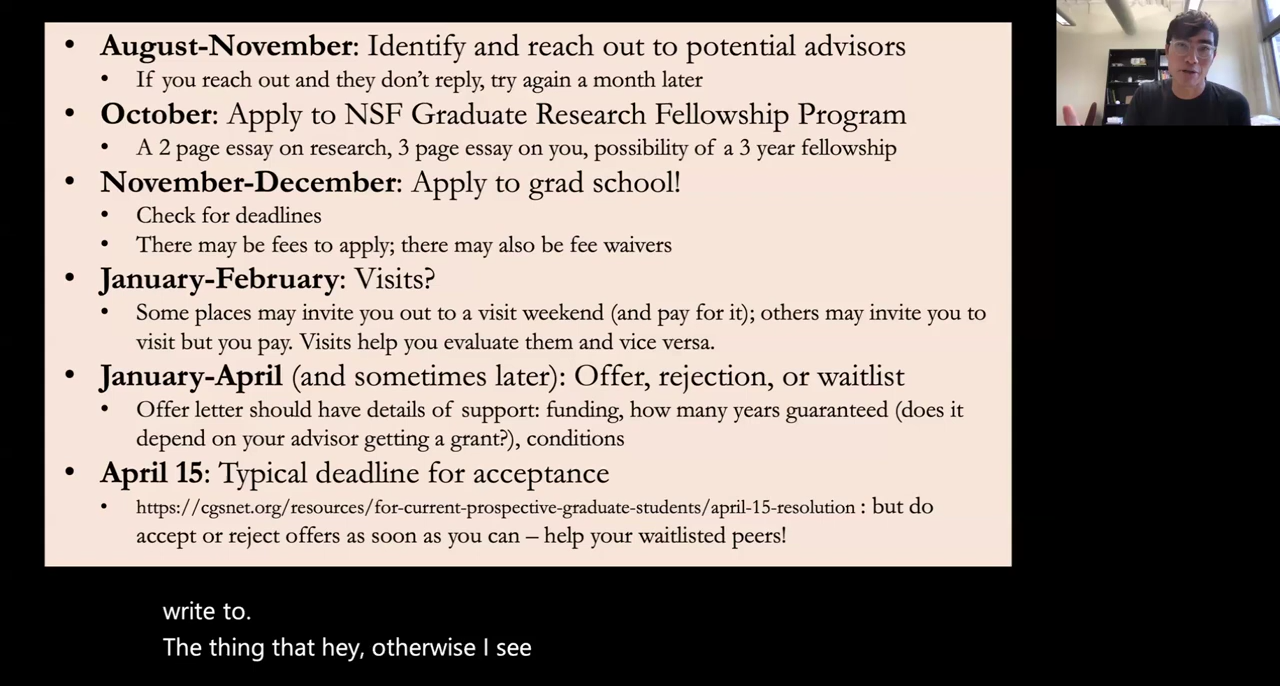 • August-November: Identify and reach out to potential advisors
• If you reach out and they don't reply, try again a month later
• October: Apply to NSF Graduate Research Fellowship Program
• A 2 page essay on research, 3 page essay on you, possibility of a 3 year fellowship
• November-December: Apply to grad school!
• Check for deadlines
• There may be fees to apply; there may also be fee waivers
• January-February: Visits?
• Some places may invite you out to a visit weekend (and pay for it); others may invite you to
visit but you pay. Visits help you evaluate them and vice versa.
• January-April (and sometimes later): Offer, rejection, or waitlist
• Offer letter should have details of support: funding, how many years guaranteed (does it
depend on your advisor getting a grant?), conditions
• April 15: Typical deadline for acceptance
• https://cgsnet.org/resources/for-current-prospective-graduate-students/april-15-resolution : but do
accept or reject offers as soon as you can – help your waitlisted peers!
write to.
The thing that hey, otherwise I see